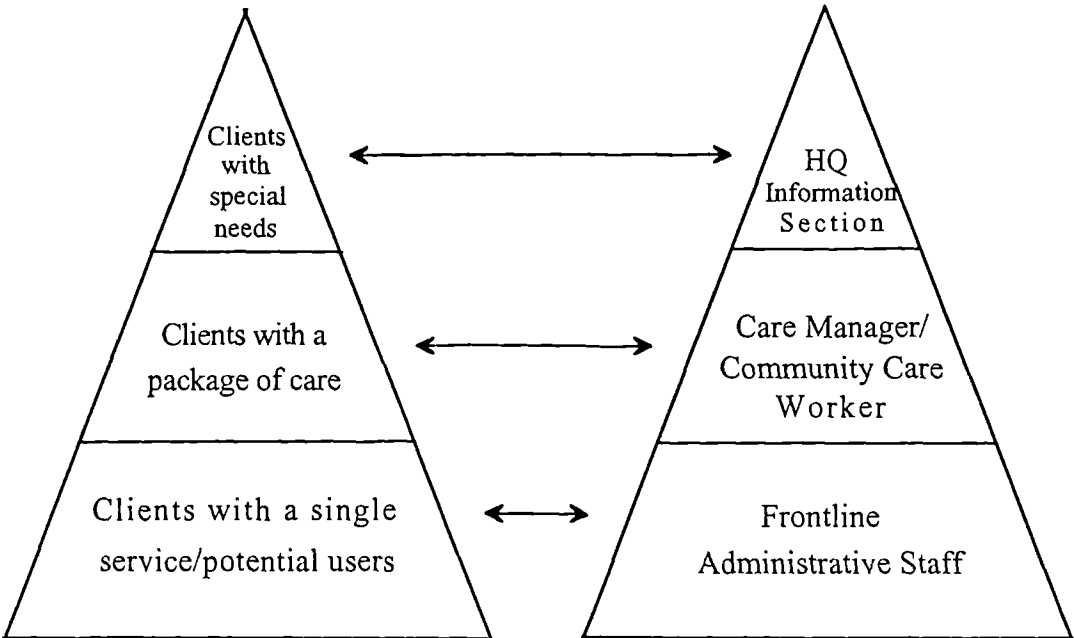 Clients
with
special
needs
HQ
Information
Section
Clients with a
package of care
Care Manager/
Community Care
Worker
Clients with a single
service/potential users
Frontline
Administrative Staff